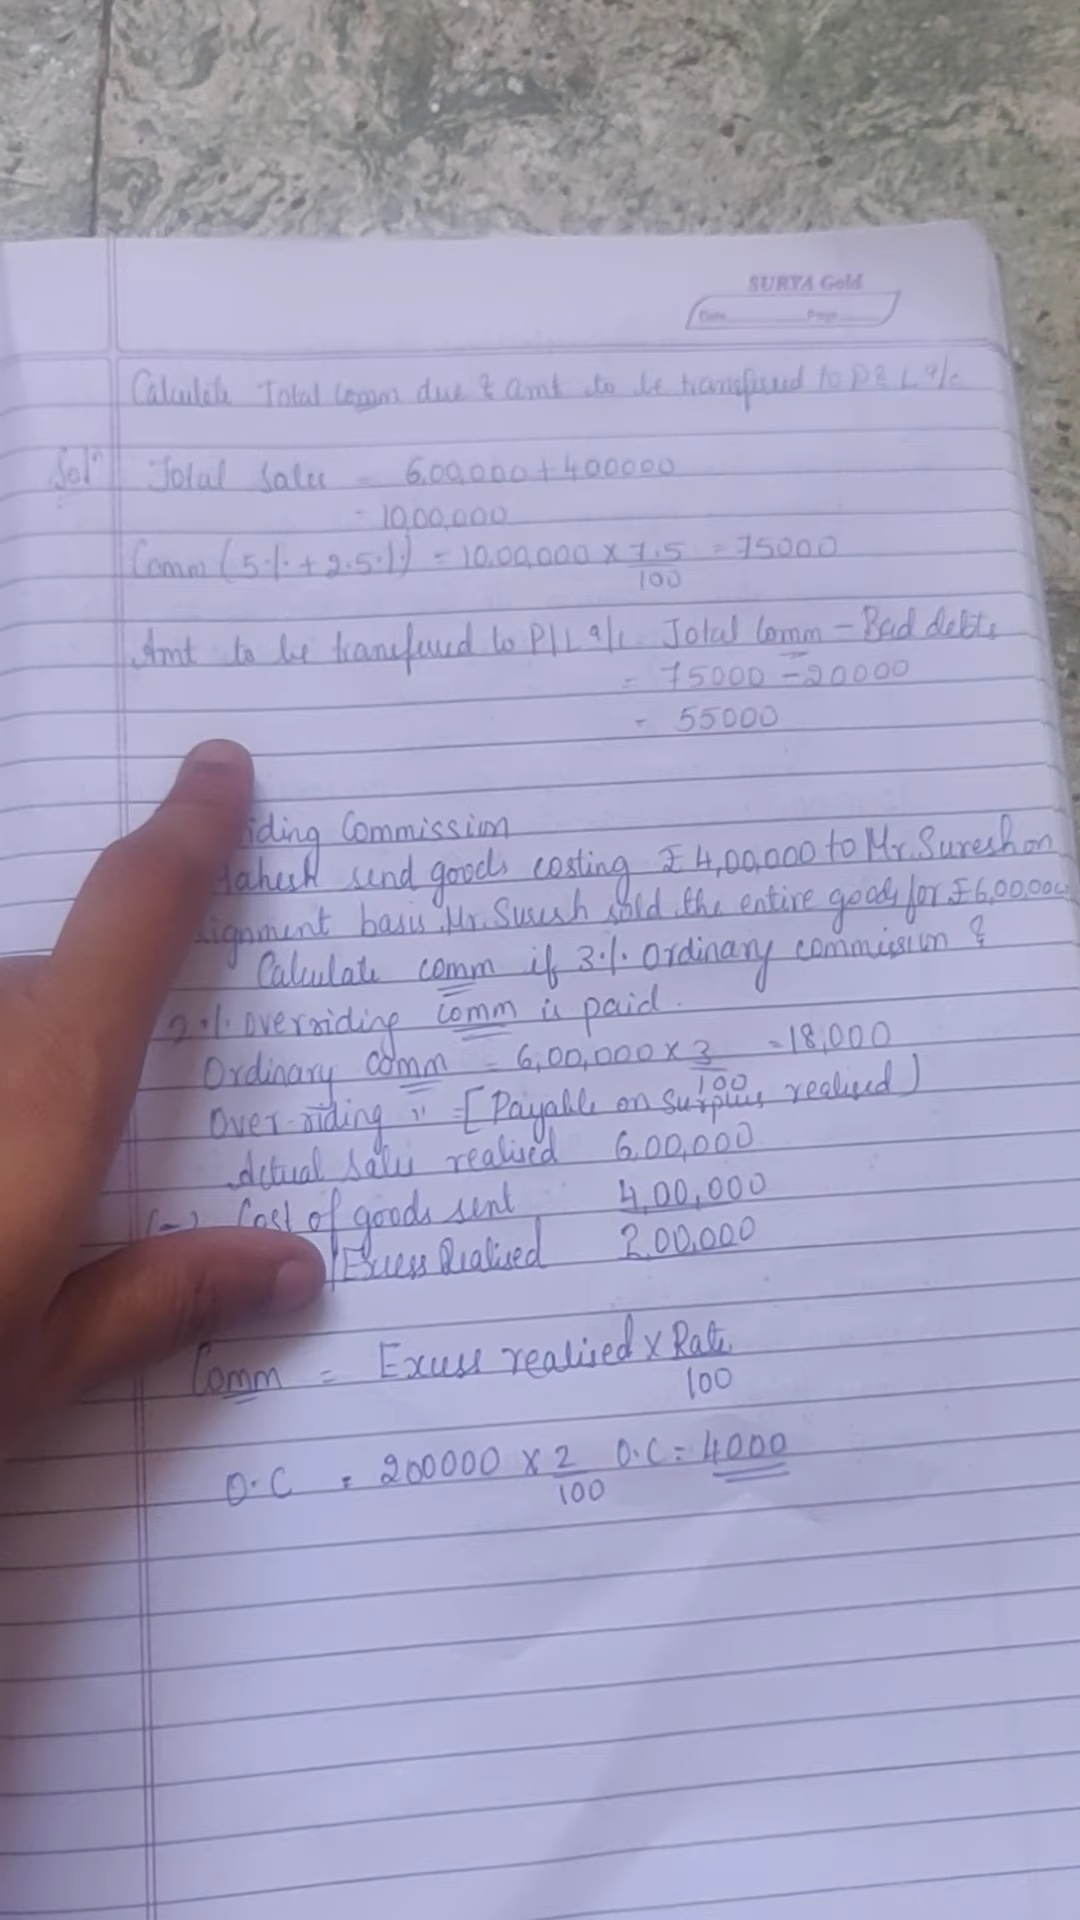 SURYA Gold
Date Page
Calculate Total Comm due & Amt to be transferred to P & L a/c
Solⁿ Total Sales = 6,00,000 + 400000
= 10,00,000
Comm (5% + 2.5%) = 10,00,000 × 7.5/100 = 75000
Amt to be transferred to P/L a/c Total Comm - Bad debts
= 75000 - 20000
= 55000
iding Commission
ahesh send goods costing ₹ 4,00,000 to Mr. Suresh on
ignment basis. Mr. Suresh sold the entire goods for ₹ 6,00,000
Calculate comm if 3% Ordinary commission &
2% overriding comm is paid.
Ordinary Comm = 6,00,000 × 3/100 = 18,000
Over-riding " = [Payable on surplus realised]
Actual Sales realised 6,00,000
(-) Cost of goods sent 4,00,000
Excess Realised 2,00,000
Comm = Excess realised × Rate/100
O.C = 200000 × 2/100 O.C = 4000